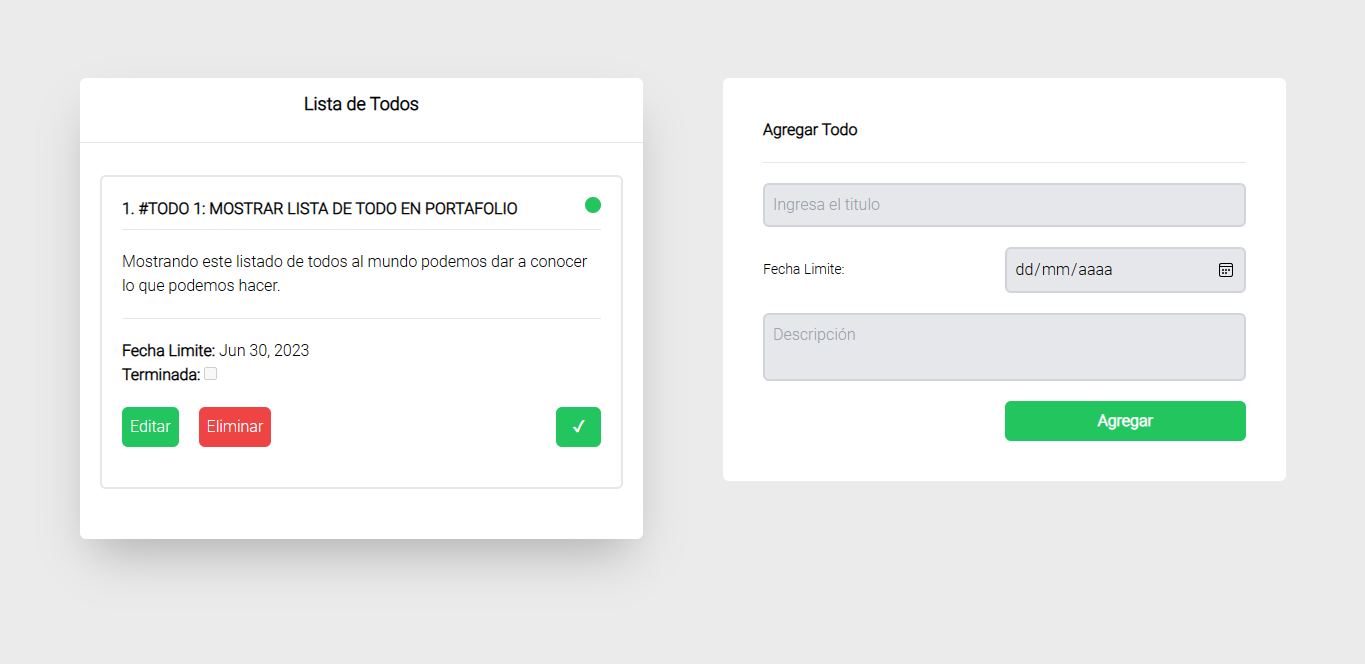 Lista de Todos
1. #TODO 1: MOSTRAR LISTA DE TODO EN PORTAFOLIO
Mostrando este listado de todos al mundo podemos dar a conocer
lo que podemos hacer.
Fecha Limite: Jun 30, 2023
Terminada:
Editar
Eliminar
✓
Agregar Todo
Ingresa el titulo
Fecha Limite:
dd/mm/aaaa
Descripción
Agregar